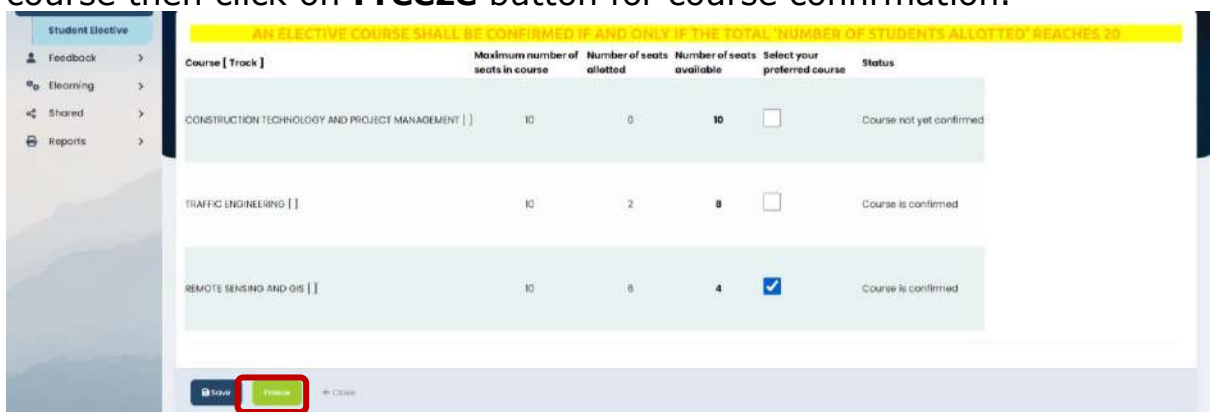 course then click on Freeze button for course confirmation.
Student Elective
Feedback >
Elearning >
Shared >
Reports >
AN ELECTIVE COURSE SHALL BE CONFIRMED IF AND ONLY IF THE TOTAL 'NUMBER OF STUDENTS ALLOTTED' REACHES 20
Course [ Track ] Maximum number of seats in course Number of seats allotted Number of seats available Select your preferred course Status
CONSTRUCTION TECHNOLOGY AND PROJECT MANAGEMENT [ ] 10 0 10 Course not yet confirmed
TRAFFIC ENGINEERING [ ] 10 2 8 Course is confirmed
REMOTE SENSING AND GIS [ ] 10 6 4 Course is confirmed
Save Freeze ← Close